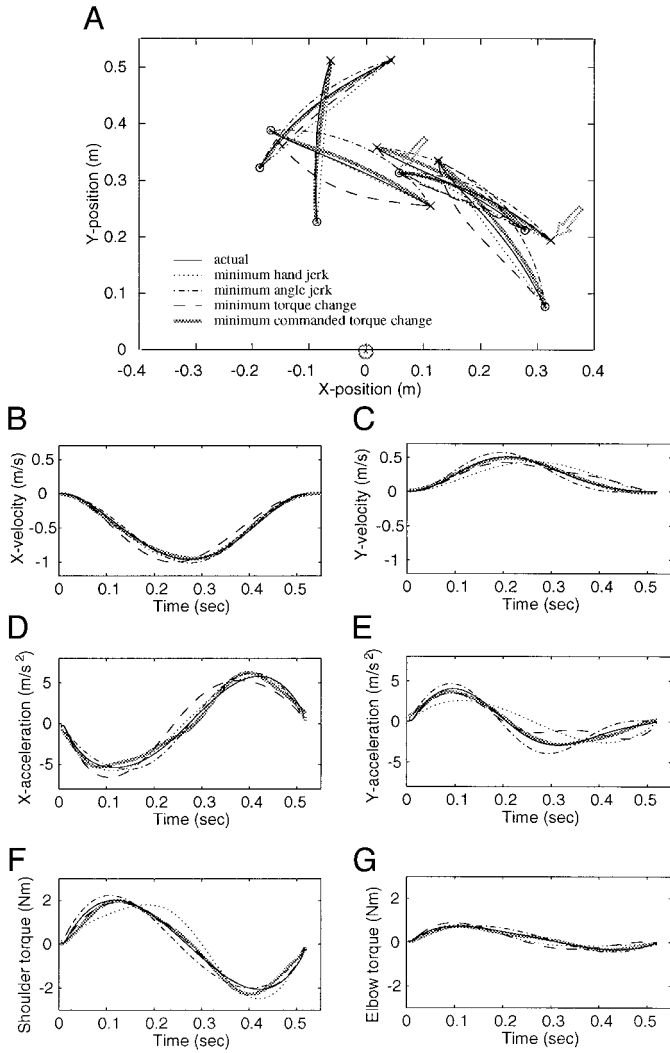 A
0.5
0.4
0.3
0.2
0.1
0
Y-position (m)
actual
minimum hand jerk
minimum angle jerk
minimum torque change
minimum commanded torque change
-0.4 -0.3 -0.2 -0.1 0 0.1 0.2 0.3 0.4
X-position (m)
B
X-velocity (m/s)
0.5
0
-0.5
-1
0 0.1 0.2 0.3 0.4 0.5
Time (sec)
C
Y-velocity (m/s)
0.5
0
-0.5
-1
0 0.1 0.2 0.3 0.4 0.5
Time (sec)
D
X-acceleration (m/s²)
5
0
-5
0 0.1 0.2 0.3 0.4 0.5
Time (sec)
E
Y-acceleration (m/s²)
5
0
-5
0 0.1 0.2 0.3 0.4 0.5
Time (sec)
F
Shoulder torque (Nm)
2
0
-2
0 0.1 0.2 0.3 0.4 0.5
Time (sec)
G
Elbow torque (Nm)
2
0
-2
0 0.1 0.2 0.3 0.4 0.5
Time (sec)